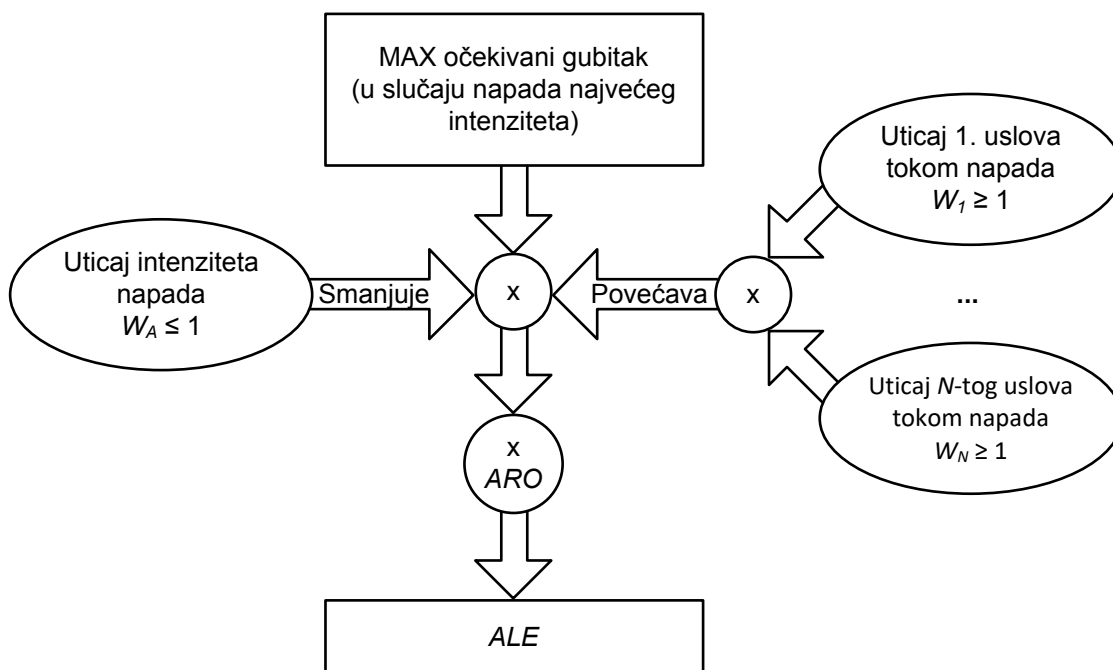 MAX očekivani gubitak
(u slučaju napada najvećeg
intenziteta)
Uticaj 1. uslova
tokom napada
W1 ≥ 1
Uticaj intenziteta
napada
WA ≤ 1
Smanjuje
x
Povećava
x
...
Uticaj N-tog uslova
tokom napada
WN ≥ 1
x
ARO
ALE